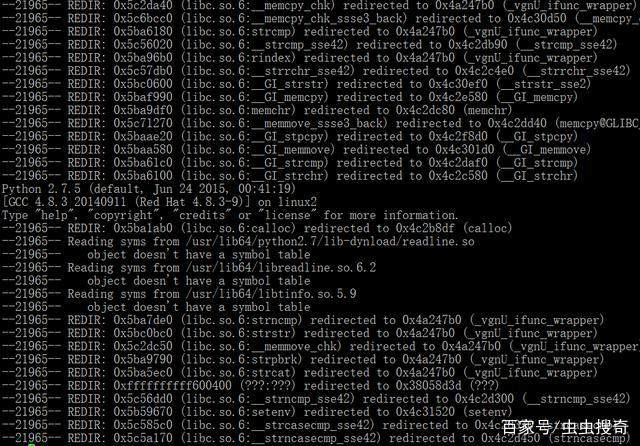 --21965-- REDIR: 0x5c2da40 (libc.so.6:__memcpy_chk) redirected to 0x4a247b0 (_vgnU_ifunc_wrapper)
--21965-- REDIR: 0x5c6bcc0 (libc.so.6:__memcpy_chk_ssse3_back) redirected to 0x4c30d50 (__memcpy_
--21965-- REDIR: 0x5ba6180 (libc.so.6:strcmp) redirected to 0x4a247b0 (_vgnU_ifunc_wrapper)
--21965-- REDIR: 0x5c56020 (libc.so.6:__strcmp_sse42) redirected to 0x4c2db90 (__strcmp_sse42)
--21965-- REDIR: 0x5ba96b0 (libc.so.6:rindex) redirected to 0x4a247b0 (_vgnU_ifunc_wrapper)
--21965-- REDIR: 0x5c57db0 (libc.so.6:__strrchr_sse42) redirected to 0x4c2c4e0 (__strrchr_sse42)
--21965-- REDIR: 0x5bc0600 (libc.so.6:__GI_strstr) redirected to 0x4c30ef0 (__strstr_sse2)
--21965-- REDIR: 0x5baf990 (libc.so.6:__GI_memcpy) redirected to 0x4c2e580 (__GI_memcpy)
--21965-- REDIR: 0x5ba9df0 (libc.so.6:memchr) redirected to 0x4c2dc80 (memchr)
--21965-- REDIR: 0x5c71270 (libc.so.6:__memmove_ssse3_back) redirected to 0x4c2dd40 (memcpy@GLIBC_
--21965-- REDIR: 0x5baae20 (libc.so.6:__GI_stpcpy) redirected to 0x4c2f8d0 (__GI_stpcpy)
--21965-- REDIR: 0x5baa580 (libc.so.6:__GI_memmove) redirected to 0x4c301d0 (__GI_memmove)
--21965-- REDIR: 0x5ba61c0 (libc.so.6:__GI_strcmp) redirected to 0x4c2daf0 (__GI_strcmp)
--21965-- REDIR: 0x5ba6100 (libc.so.6:__GI_strchr) redirected to 0x4c2c580 (__GI_strchr)
Python 2.7.5 (default, Jun 24 2015, 00:41:19)
[GCC 4.8.3 20140911 (Red Hat 4.8.3-9)] on linux2
Type "help", "copyright", "credits" or "license" for more information.
--21965-- REDIR: 0x5ba1ab0 (libc.so.6:calloc) redirected to 0x4c2b8df (calloc)
--21965-- Reading syms from /usr/lib64/python2.7/lib-dynload/readline.so
--21965--    object doesn't have a symbol table
--21965-- Reading syms from /usr/lib64/libreadline.so.6.2
--21965--    object doesn't have a symbol table
--21965-- Reading syms from /usr/lib64/libtinfo.so.5.9
--21965--    object doesn't have a symbol table
--21965-- REDIR: 0x5ba7de0 (libc.so.6:strncmp) redirected to 0x4a247b0 (_vgnU_ifunc_wrapper)
--21965-- REDIR: 0x5bc0bc0 (libc.so.6:strstr) redirected to 0x4a247b0 (_vgnU_ifunc_wrapper)
--21965-- REDIR: 0x5c2dc50 (libc.so.6:__memmove_chk) redirected to 0x4a247b0 (_vgnU_ifunc_wrapper)
--21965-- REDIR: 0x5ba9790 (libc.so.6:strpbrk) redirected to 0x4a247b0 (_vgnU_ifunc_wrapper)
--21965-- REDIR: 0x5ba5ec0 (libc.so.6:strcat) redirected to 0x4a247b0 (_vgnU_ifunc_wrapper)
--21965-- REDIR: 0xffffffffff600400 (???:???) redirected to 0x38058d3d (???)
--21965-- REDIR: 0x5c56dd0 (libc.so.6:__strncmp_sse42) redirected to 0x4c2d300 (__strncmp_sse42)
--21965-- REDIR: 0x5b59670 (libc.so.6:setenv) redirected to 0x4c31520 (setenv)
--21965-- REDIR: 0x5c585c0 (libc.so.6:__strcasecmp_sse42) redirected to
--21965-- REDIR: 0x5c5a170 (libc.so.6:__strncasecmp_sse42) redirected to 0x4c2d450 (strncasecmp
百家号/虫虫搜奇